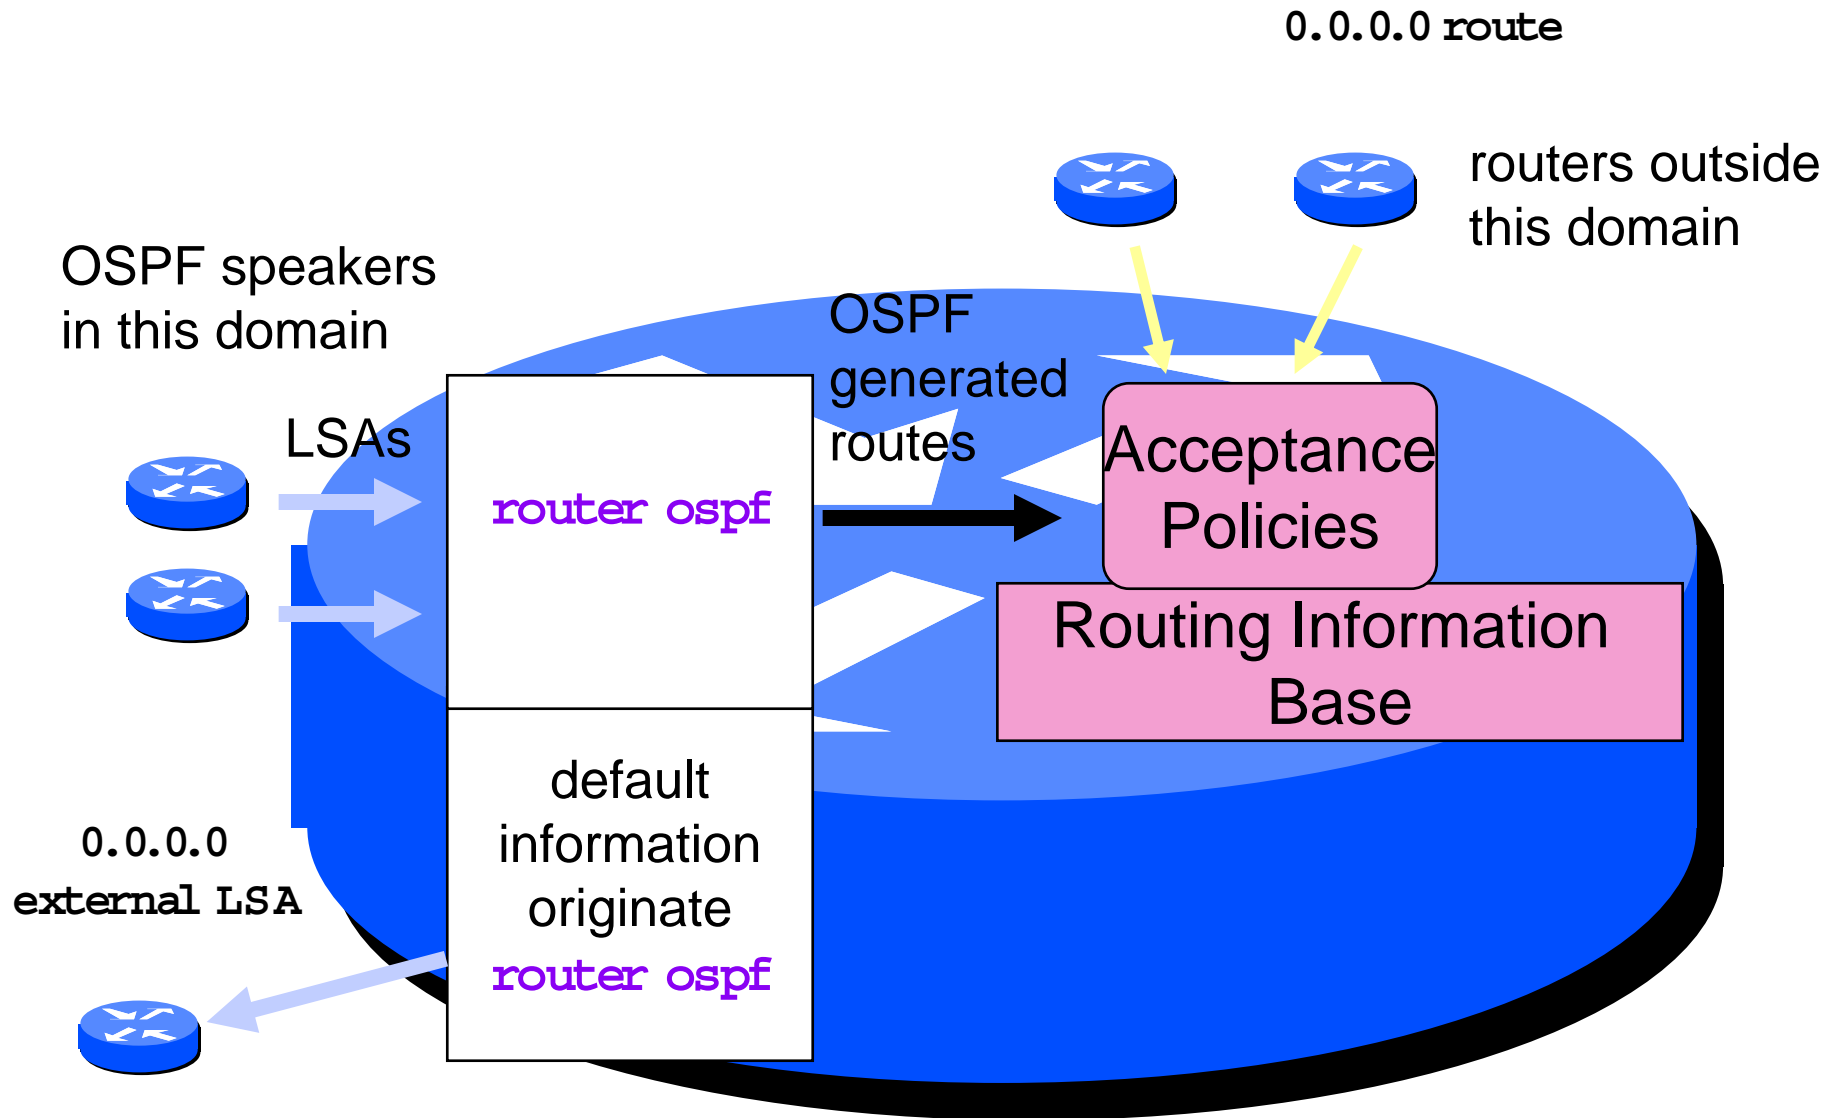 0.0.0.0 route
routers outside
this domain
OSPF speakers
in this domain
LSAs
OSPF
generated
routes
router ospf
Acceptance
Policies
Routing Information
Base
default
information
originate
router ospf
0.0.0.0
external LSA